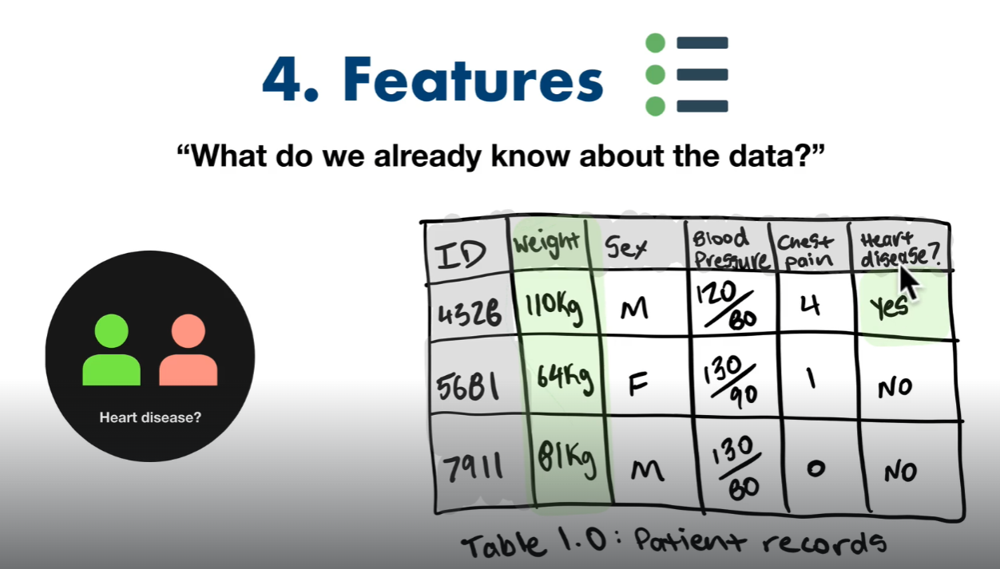 4. Features
“What do we already know about the data?”
Heart disease?
ID Weight Sex Blood Pressure Chest pain Heart disease?
4328 110Kg M 120/80 4 Yes
5681 64Kg F 130/90 1 NO
7911 81Kg M 130/80 0 NO
Table 1.0: Patient records